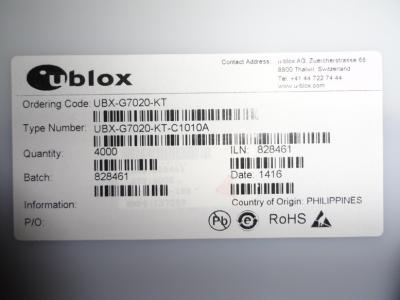 ublox
Contact Address:
u-blox AG, Zuercherstrasse 68
8800 Thalwil, Switzerland
Tel. +41 44 722 74 44
www.u-blox.com
Ordering Code: UBX-G7020-KT
Type Number: UBX-G7020-KT-C1010A
Quantity: 4000
ILN: 828461
Batch: 828461
Date: 1416
Information:
Country of Origin: PHILIPPINES
P/O:
Pb e RoHS